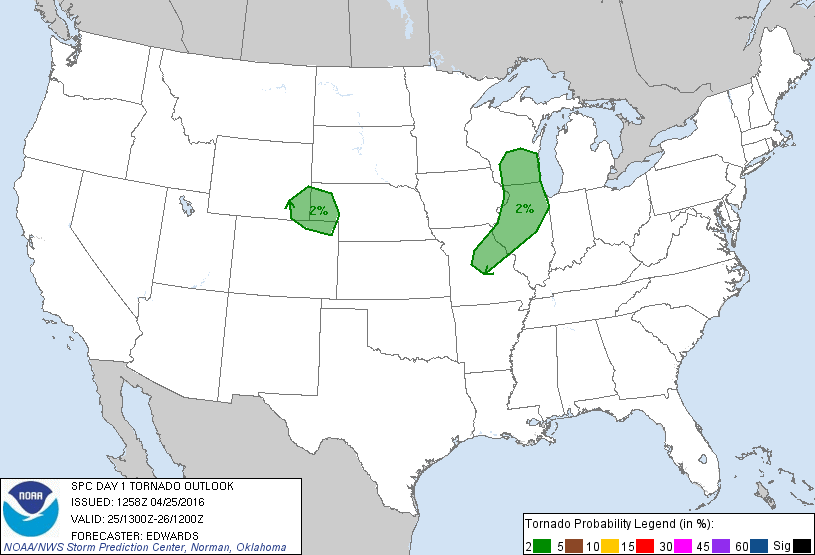 2%
2%
NOAA
SPC DAY 1 TORNADO OUTLOOK
ISSUED: 1258Z 04/25/2016
VALID: 25/1300Z-26/1200Z
FORECASTER: EDWARDS
NOAA/NWS Storm Prediction Center, Norman, Oklahoma
Tornado Probability Legend (in %):
2 5 10 15 30 45 60 Sig